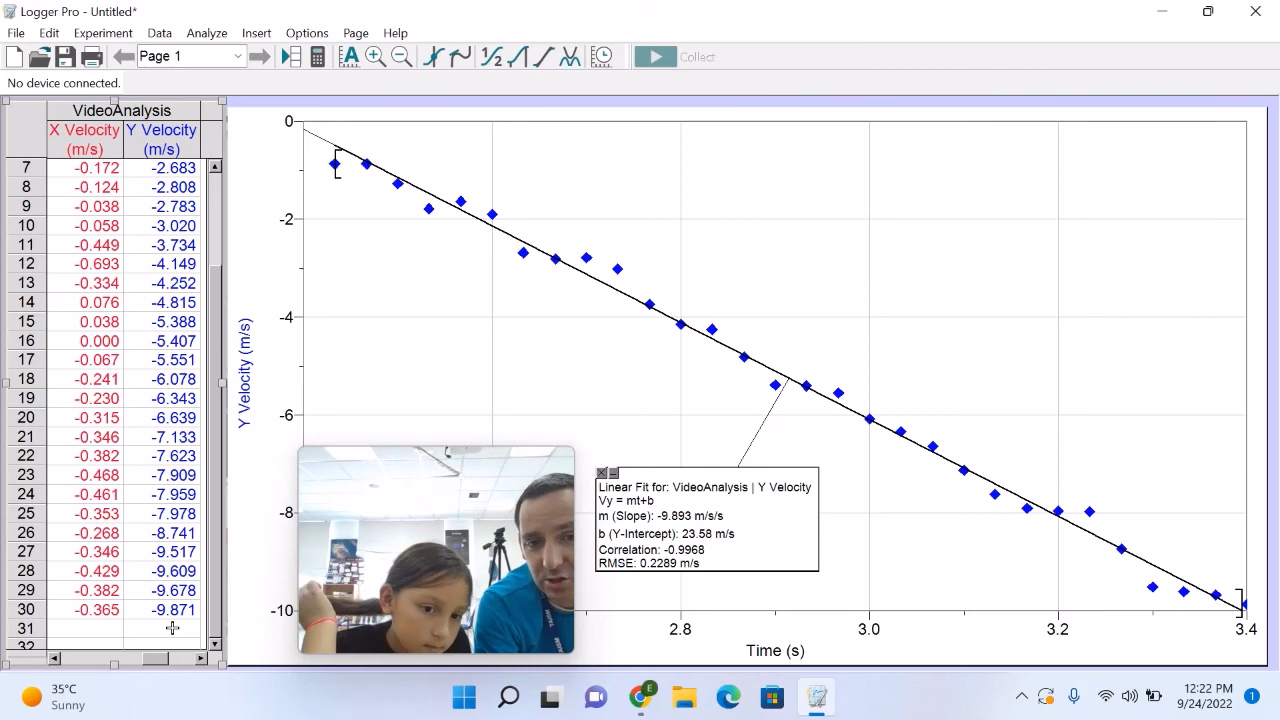 Logger Pro - Untitled*
File Edit Experiment Data Analyze Insert Options Page Help
Page 1
Collect
No device connected.
VideoAnalysis
X Velocity Y Velocity
(m/s) (m/s)
7 -0.172 -2.683
8 -0.124 -2.808
9 -0.038 -2.783
10 -0.058 -3.020
11 -0.449 -3.734
12 -0.693 -4.149
13 -0.334 -4.252
14 0.076 -4.815
15 0.038 -5.388
16 0.000 -5.407
17 -0.067 -5.551
18 -0.241 -6.078
19 -0.230 -6.343
20 -0.315 -6.639
21 -0.346 -7.133
22 -0.382 -7.623
23 -0.468 -7.909
24 -0.461 -7.959
25 -0.353 -7.978
26 -0.268 -8.741
27 -0.346 -9.517
28 -0.429 -9.609
29 -0.382 -9.678
30 -0.365 -9.871
31
32
Y Velocity (m/s)
0
-2
-4
-6
-8
-10
Linear Fit for: VideoAnalysis | Y Velocity
Vy = mt+b
m (Slope): -9.893 m/s/s
b (Y-Intercept): 23.58 m/s
Correlation: -0.9968
RMSE: 0.2289 m/s
2.8 3.0 3.2 3.4
Time (s)
35°C
Sunny
E
12:22 PM
9/24/2022
1